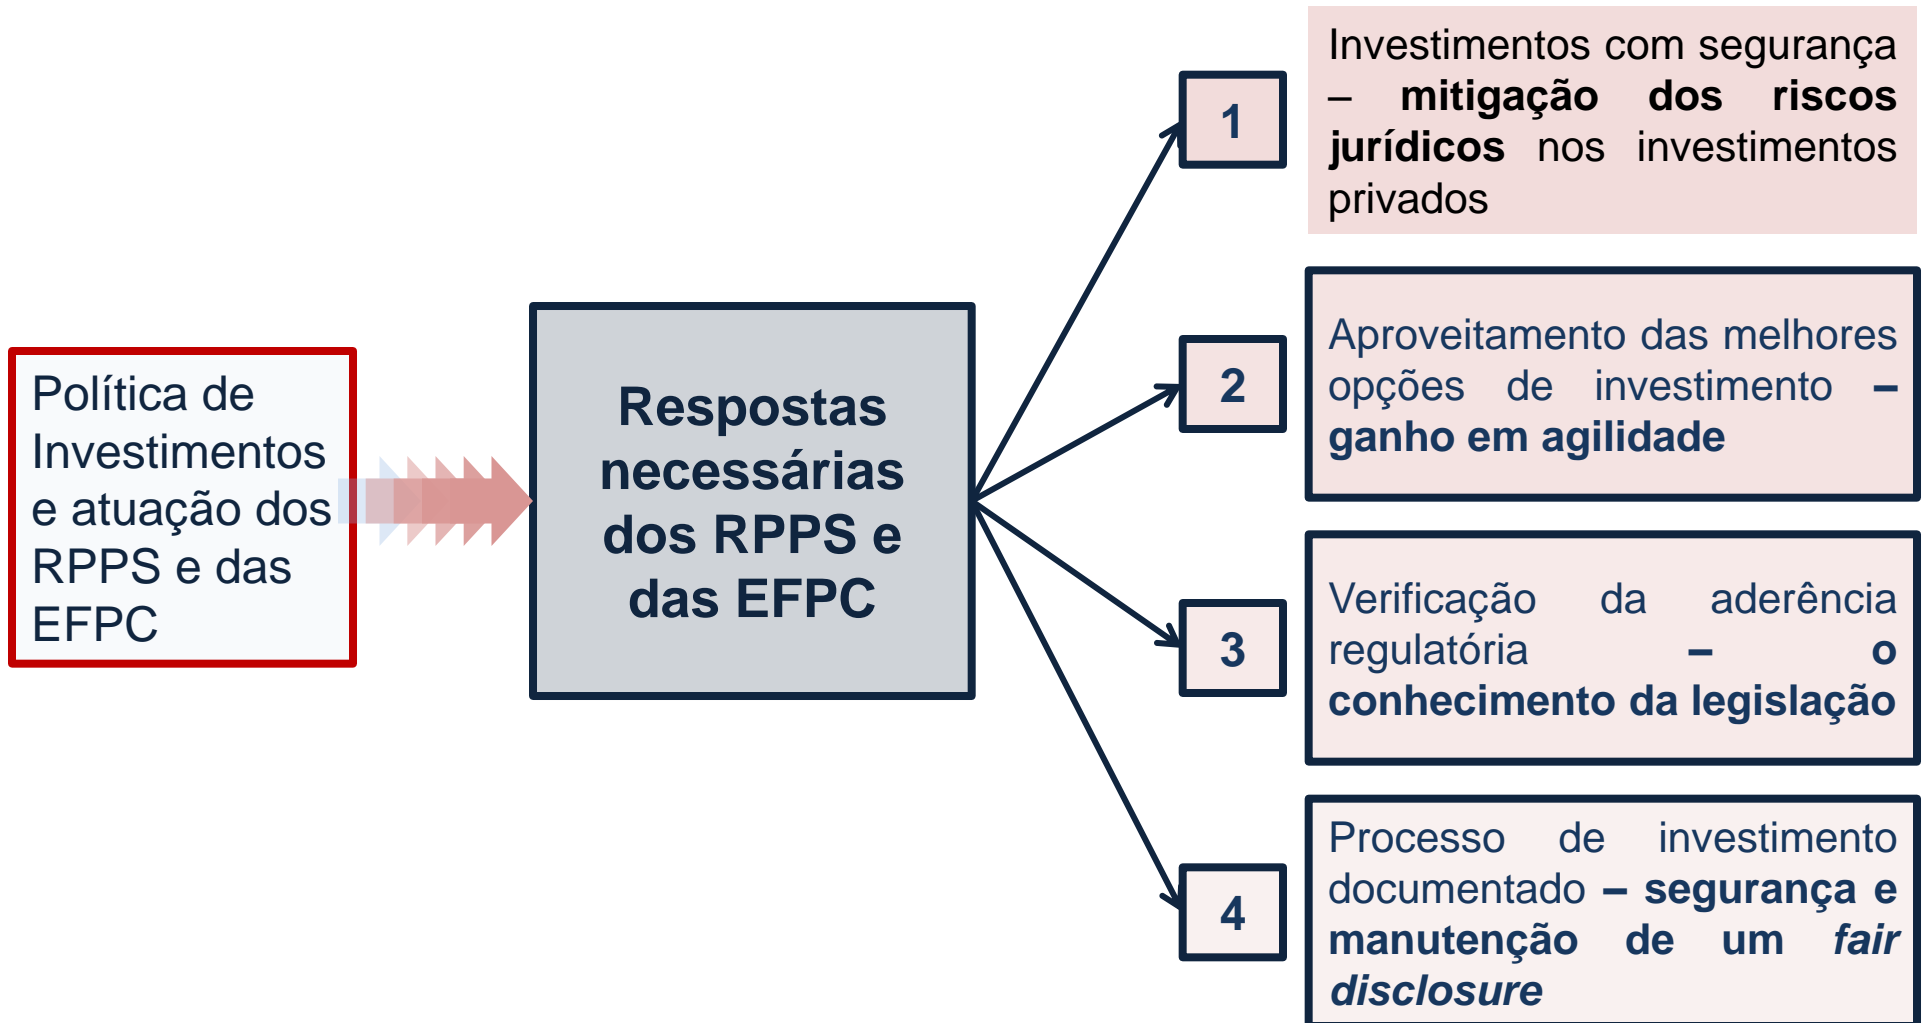 Política de
Investimentos
e atuação dos
RPPS e das
EFPC
Respostas
necessárias
dos RPPS e
das EFPC
1
Investimentos com segurança
– mitigação dos riscos
jurídicos nos investimentos
privados
2
Aproveitamento das melhores
opções de investimento –
ganho em agilidade
3
Verificação da aderência
regulatória – o
conhecimento da legislação
4
Processo de investimento
documentado – segurança e
manutenção de um fair
disclosure